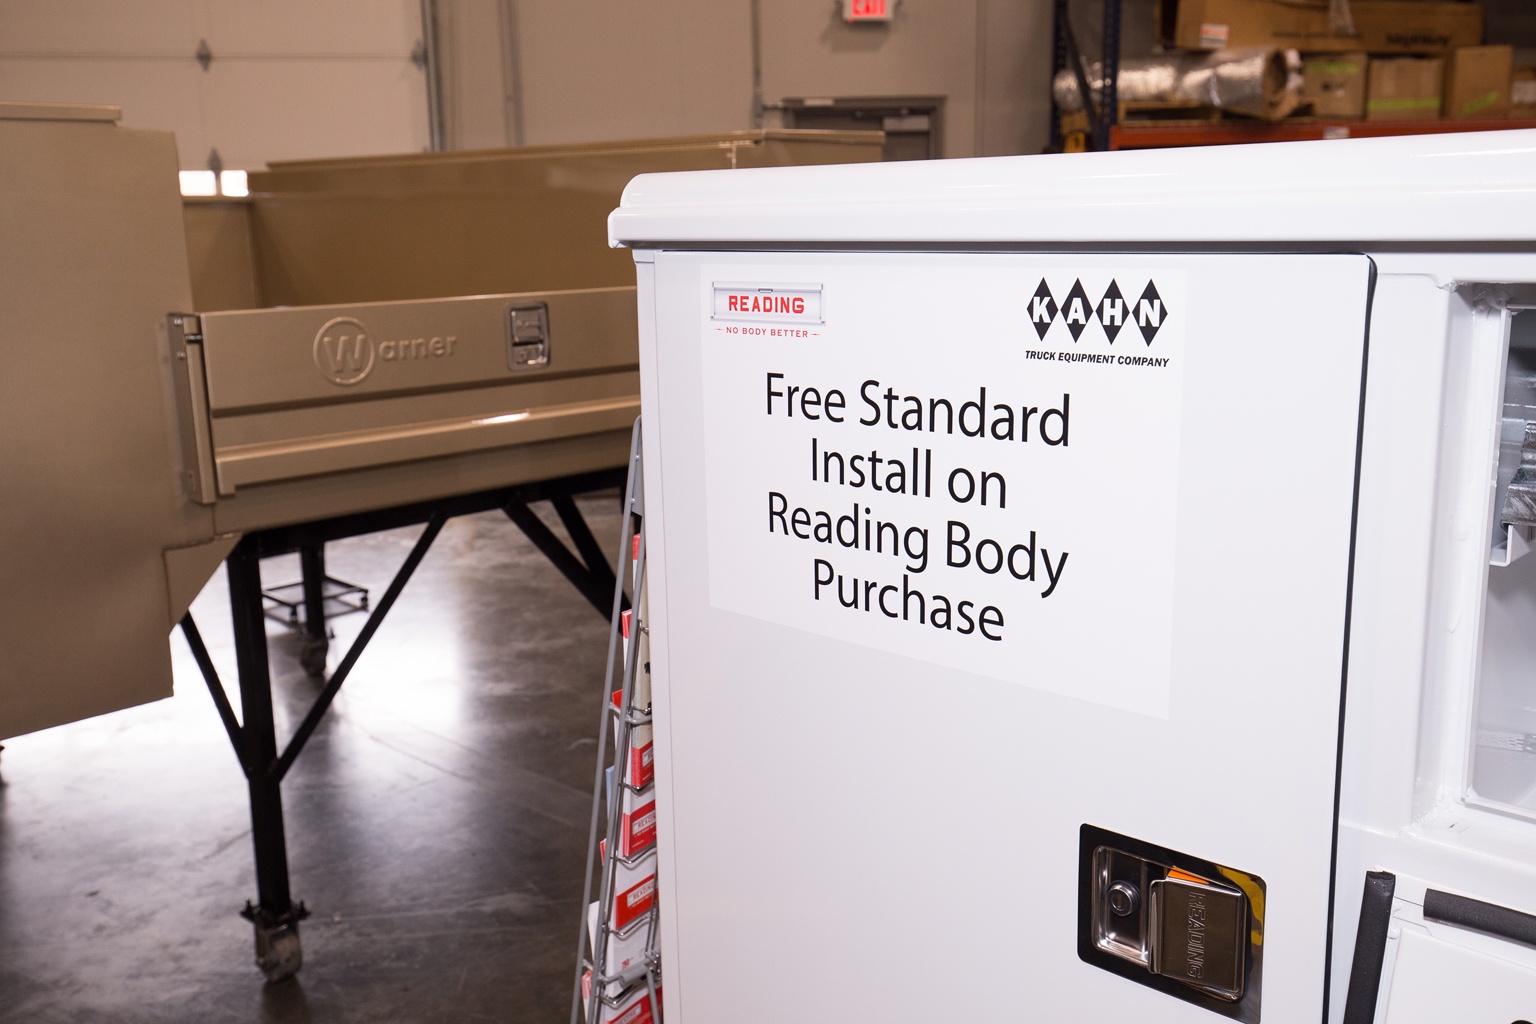 EXIT
Warner
READING
NO BODY BETTER
KAHN
TRUCK EQUIPMENT COMPANY
Free Standard
Install on
Reading Body
Purchase
READING